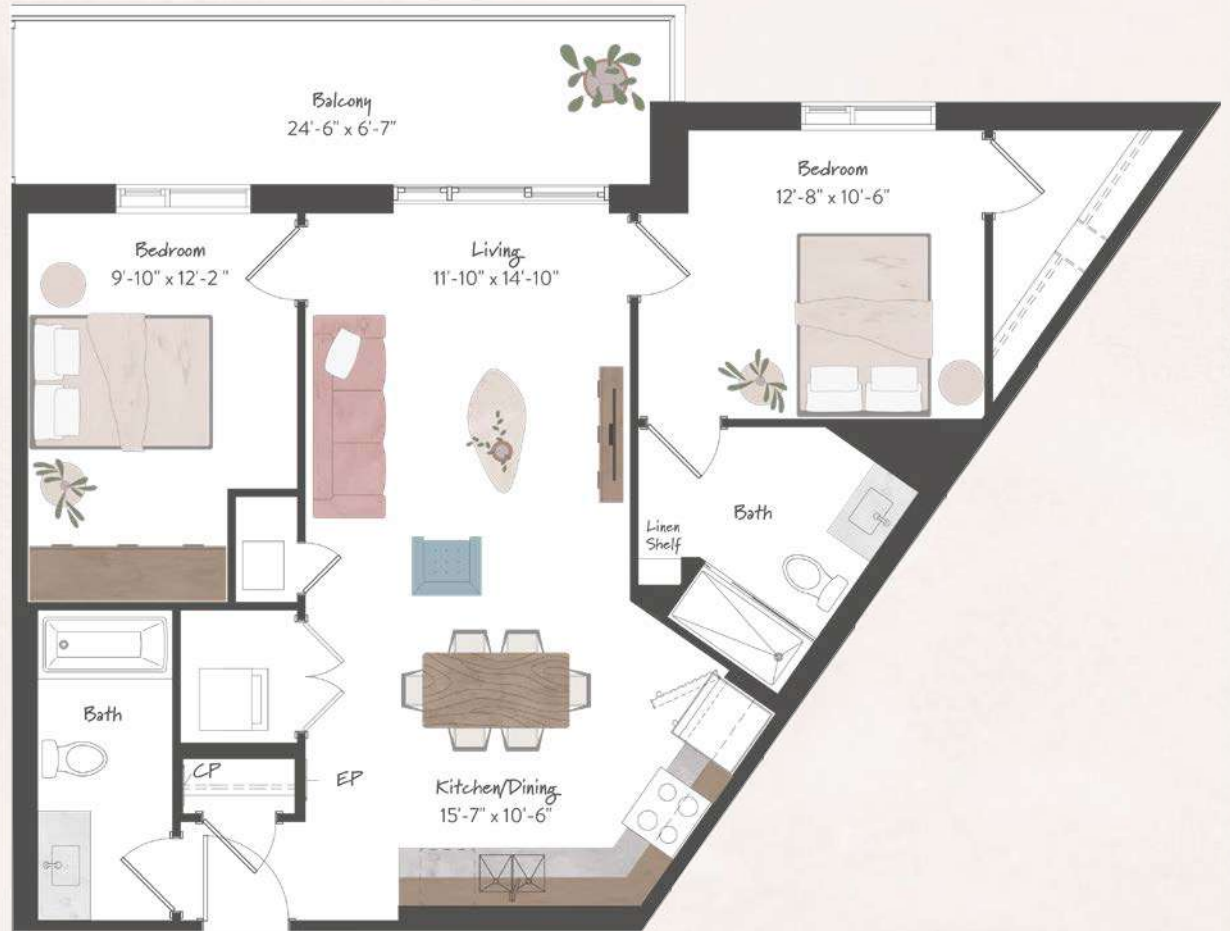 Balcony
24'-6" x 6'-7"
Bedroom
12'-8" x 10'-6"
Bedroom
9'-10" x 12'-2"
Living
11'-10" x 14'-10"
Linen
Shelf
Bath
Bath
CP
EP
Kitchen/Dining
15'-7" x 10'-6"